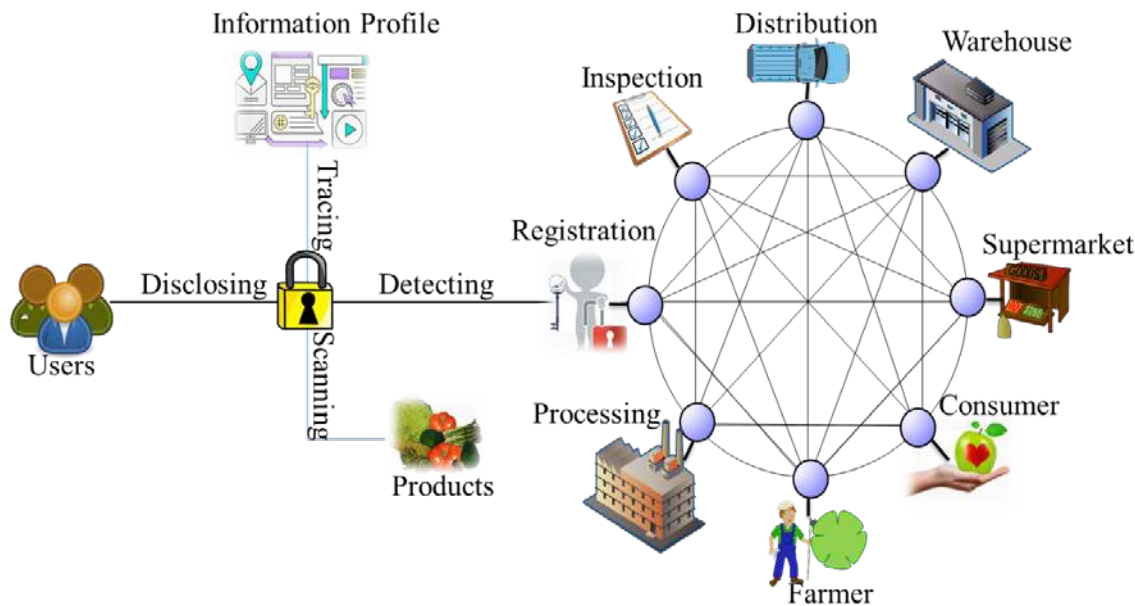 Information Profile
Distribution
Warehouse
Inspection
Tracing
Registration
Supermarket
Disclosing
Detecting
Users
Scanning
Processing
Consumer
Products
Farmer